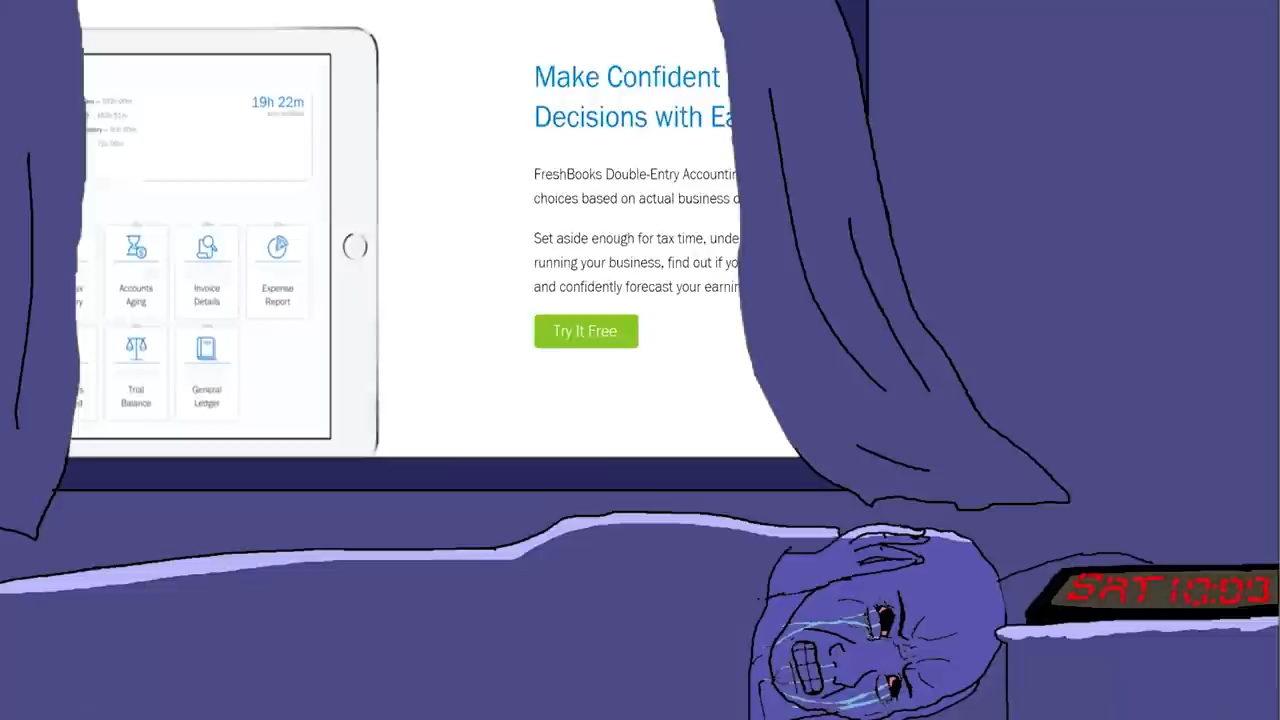 19h 22m
Accounts
Aging
Invoice
Details
Expense
Report
Trial
Balance
General
Ledger
Make Confident
Decisions with Ea
FreshBooks Double-Entry Accountin
choices based on actual business
Set aside enough for tax time, unde
running your business, find out if yo
and confidently forecast your earnin
Try It Free
SAT 10:00